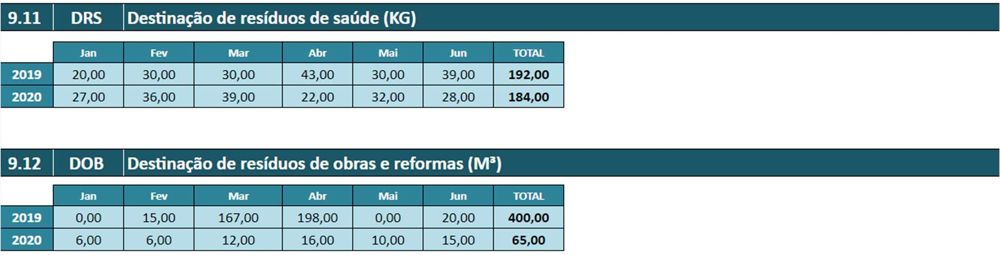 9.11 DRS Destinação de resíduos de saúde (KG)
Jan Fev Mar Abr Mai Jun TOTAL
2019 20,00 30,00 30,00 43,00 30,00 39,00 192,00
2020 27,00 36,00 39,00 22,00 32,00 28,00 184,00
9.12 DOB Destinação de resíduos de obras e reformas (M³)
Jan Fev Mar Abr Mai Jun TOTAL
2019 0,00 15,00 167,00 198,00 0,00 20,00 400,00
2020 6,00 6,00 12,00 16,00 10,00 15,00 65,00